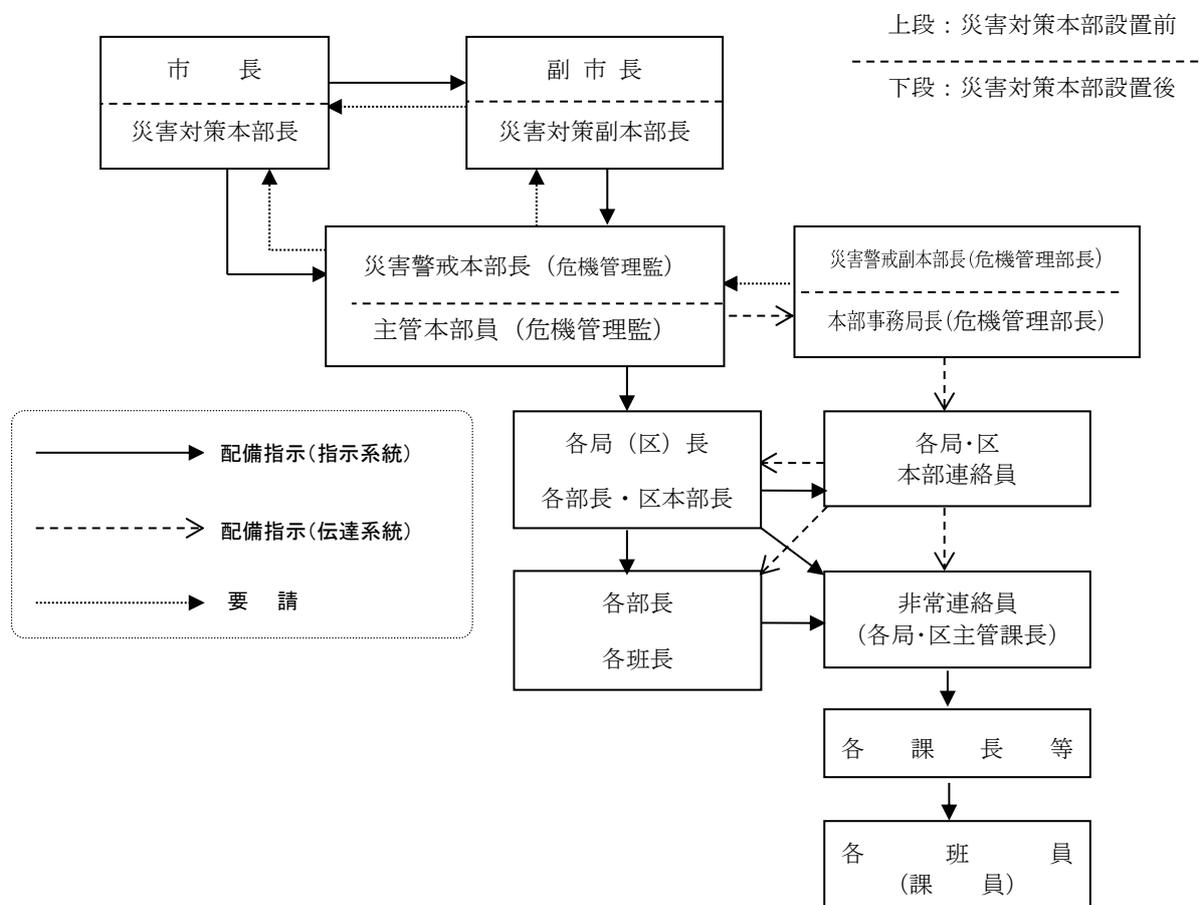 上段：災害対策本部設置前
下段：災害対策本部設置後
市　　長
災害対策本部長
副 市 長
災害対策副本部長
災害警戒本部長（危機管理監）
主管本部員（危機管理監）
災害警戒副本部長(危機管理部長)
本部事務局長(危機管理部長)
配備指示(指示系統)
配備指示(伝達系統)
要　請
各局（区）長
各部長・区本部長
各局・区
本部連絡員
各部長
各班長
非常連絡員
(各局・区主管課長)
各　課　長　等
各　班　員
(課　員)